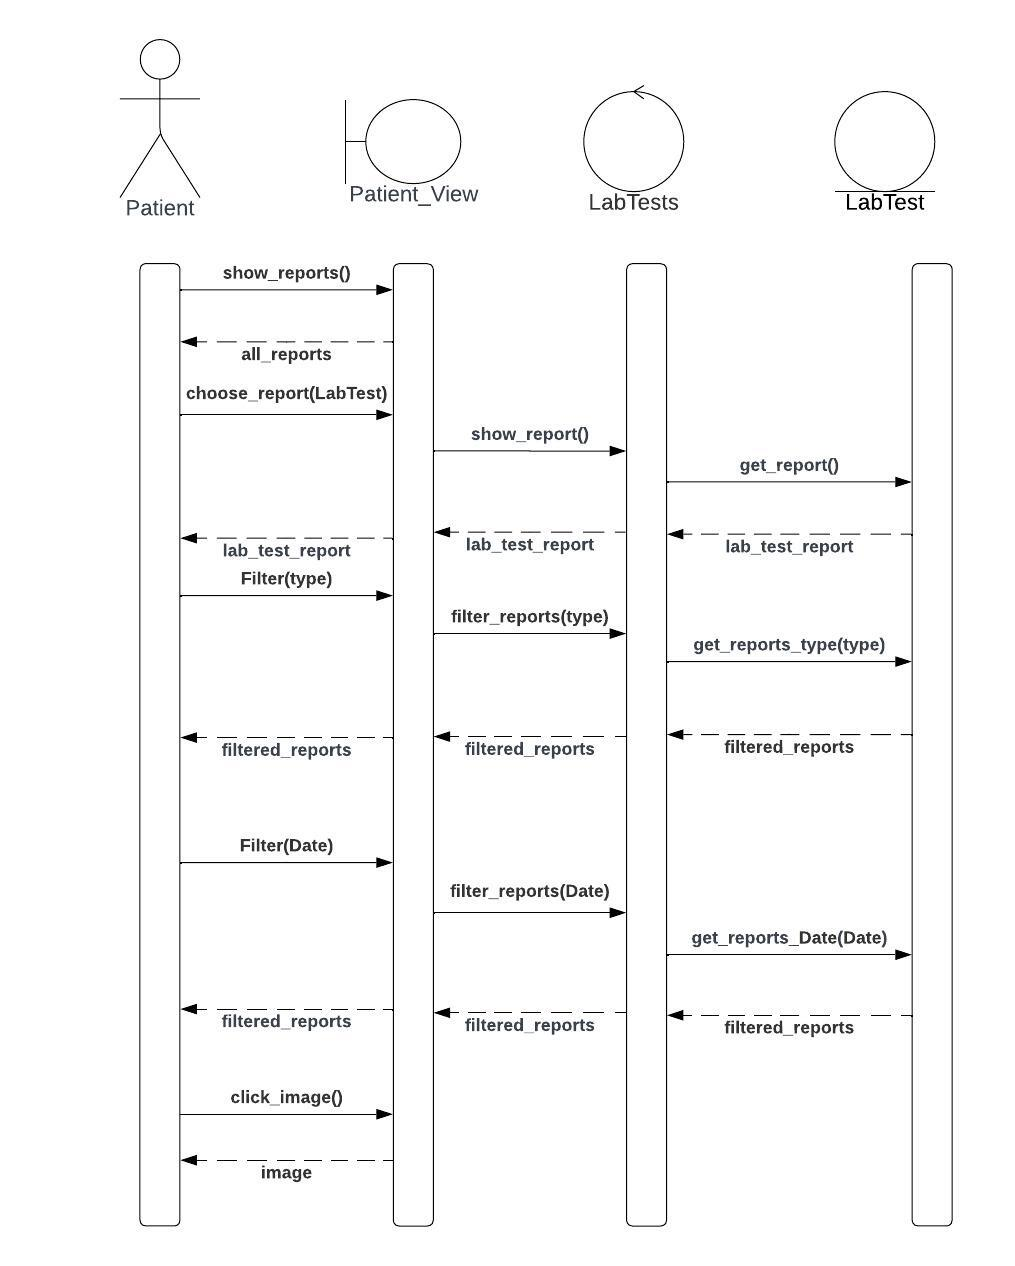 Patient
Patient_View
LabTests
LabTest
show_reports()
all_reports
choose_report(LabTest)
show_report()
get_report()
lab_test_report
lab_test_report
lab_test_report
Filter(type)
filter_reports(type)
get_reports_type(type)
filtered_reports
filtered_reports
filtered_reports
Filter(Date)
filter_reports(Date)
get_reports_Date(Date)
filtered_reports
filtered_reports
filtered_reports
click_image()
image